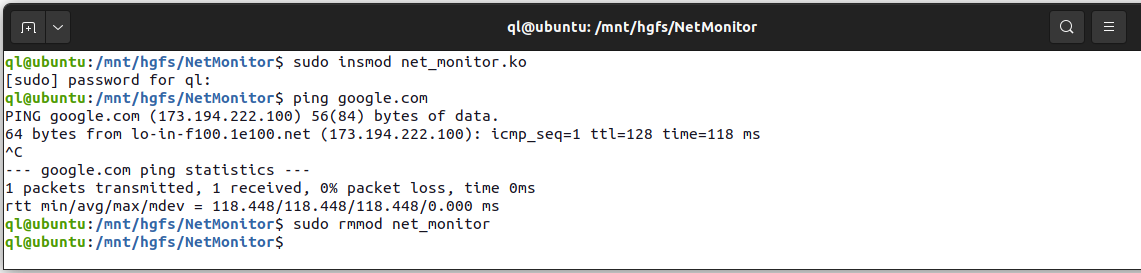 ql@ubuntu: /mnt/hgfs/NetMonitor
ql@ubuntu:/mnt/hgfs/NetMonitor$ sudo insmod net_monitor.ko
[sudo] password for ql:
ql@ubuntu:/mnt/hgfs/NetMonitor$ ping google.com
PING google.com (173.194.222.100) 56(84) bytes of data.
64 bytes from lo-in-f100.1e100.net (173.194.222.100): icmp_seq=1 ttl=128 time=118 ms
^C
--- google.com ping statistics ---
1 packets transmitted, 1 received, 0% packet loss, time 0ms
rtt min/avg/max/mdev = 118.448/118.448/118.448/0.000 ms
ql@ubuntu:/mnt/hgfs/NetMonitor$ sudo rmmod net_monitor
ql@ubuntu:/mnt/hgfs/NetMonitor$